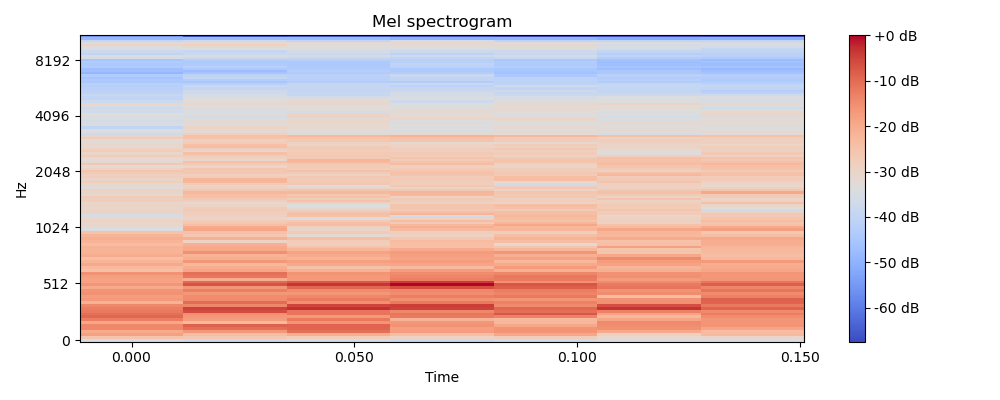 Mel spectrogram
Hz
8192
4096
2048
1024
512
0
0.000 0.050 0.100 0.150
Time
+0 dB
-10 dB
-20 dB
-30 dB
-40 dB
-50 dB
-60 dB